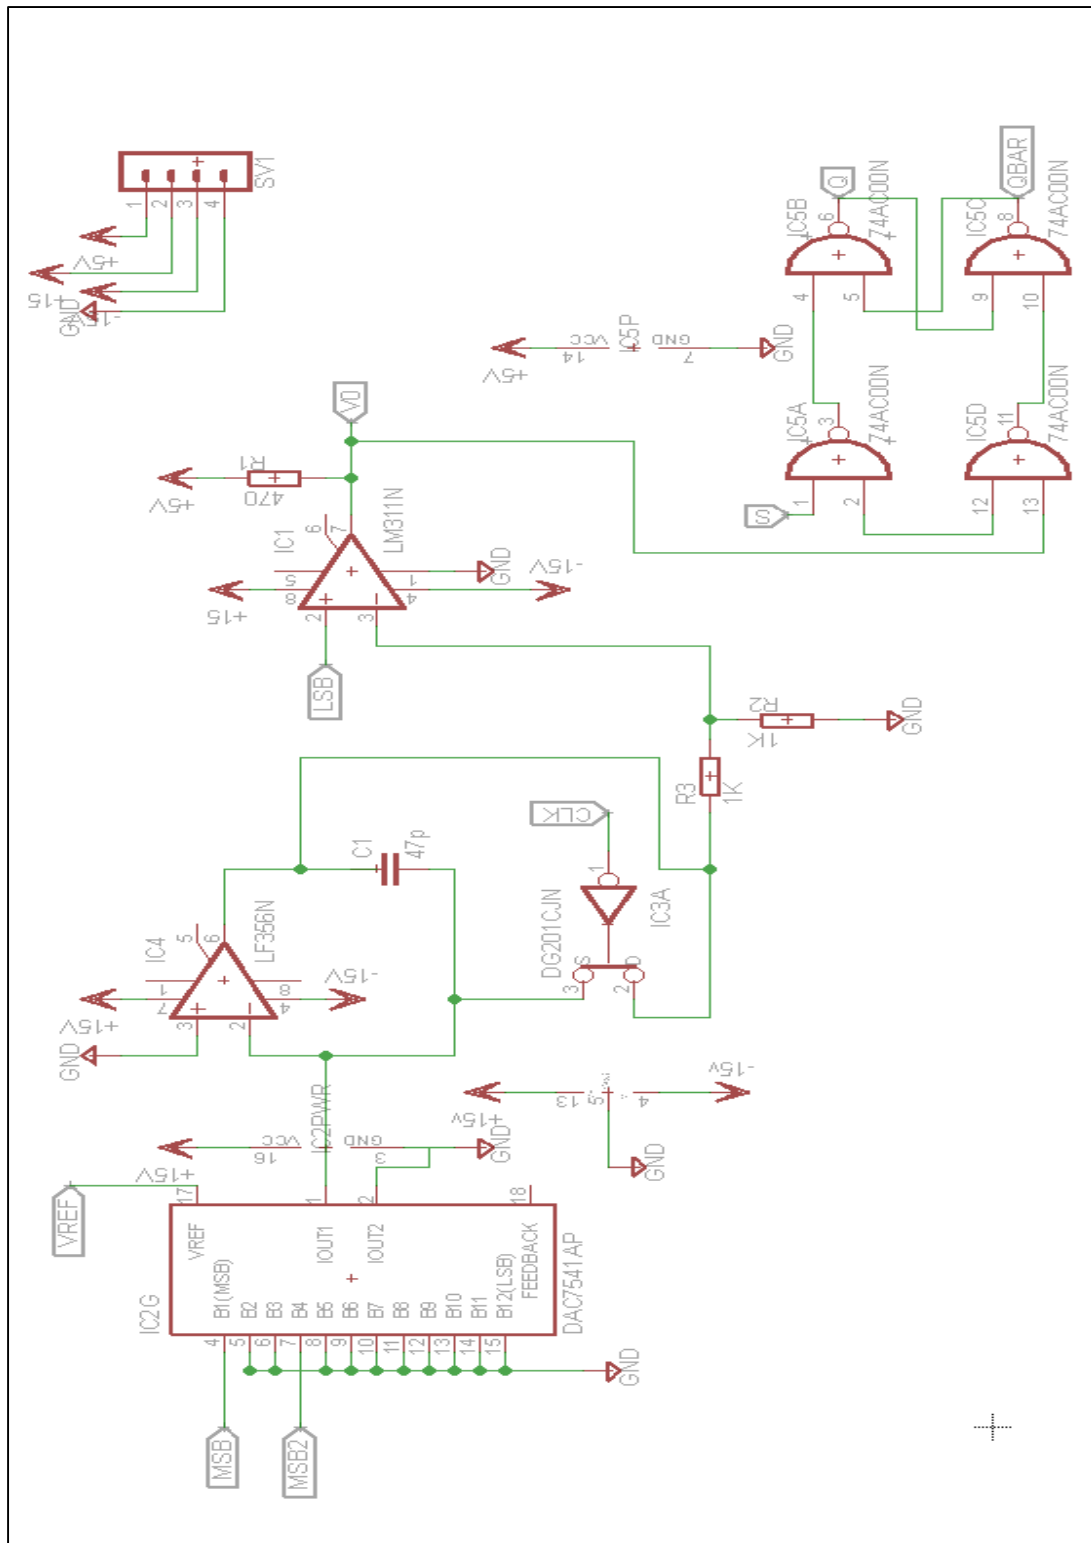 SV1
1
2
3
4
+5V
+15
-15V
GND
Q
QBAR
IC5B
6
74AC00N
4
5
IC5C
8
74AC00N
9
10
+5V
14
VCC
IC5P
GND
7
GND
IC5A
3
74AC00N
1
2
S
IC5D
11
74AC00N
12
13
V0
+5V
R1
470
IC1
6
7
LM311N
5
8
+15
1
4
GND
-15V
2
3
LSB
R2
1K
GND
R3
1K
CLK
1
IC3A
DG201CJN
S
D
3
2
C1
47p
IC4
5
6
LF356N
1
7
+15V
8
4
-15V
3
2
GND
+15v
13
5
4
-15v
GND
IC2PWR
+15V
16
VCC
GND
3
GND
VREF
17
1
2
18
VREF
IOUT1
IOUT2
FEEDBACK
IC2G
DAC7541AP
B1(MSB)
B2
B3
B4
B5
B6
B7
B8
B9
B10
B11
B12(LSB)
4
5
6
7
8
9
10
11
12
13
14
15
GND
MSB
MSB2